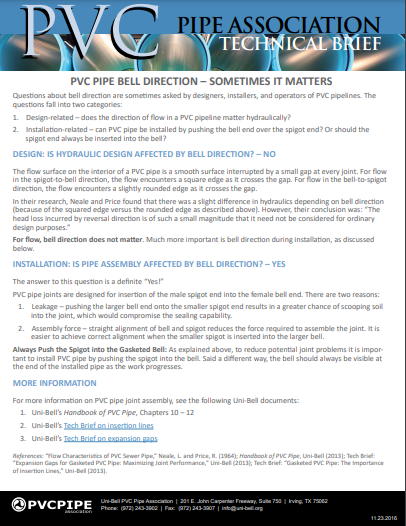 PVC PIPE ASSOCIATION
TECHNICAL BRIEF
PVC PIPE BELL DIRECTION – SOMETIMES IT MATTERS
Questions about bell direction are sometimes asked by designers, installers, and operators of PVC pipelines. The
questions fall into two categories:
1. Design-related – does the direction of flow in a PVC pipeline matter hydraulically?
2. Installation-related – can PVC pipe be installed by pushing the bell end over the spigot end? Or should the
spigot end always be inserted into the bell?
DESIGN: IS HYDRAULIC DESIGN AFFECTED BY BELL DIRECTION? – NO
The flow surface on the interior of a PVC pipe is a smooth surface interrupted by a small gap at every joint. For flow
in the spigot-to-bell direction, the flow encounters a square edge as it crosses the gap. For flow in the bell-to-spigot
direction, the flow encounters a slightly rounded edge as it crosses the gap.
In their research, Neale and Price found that there was a slight difference in hydraulics depending on bell direction
(because of the squared edge versus the rounded edge as described above). However, their conclusion was: "The
head loss incurred by reversal direction is of such a small magnitude that it need not be considered for ordinary
design purposes."
For flow, bell direction does not matter. Much more important is bell direction during installation, as discussed
below.
INSTALLATION: IS PIPE ASSEMBLY AFFECTED BY BELL DIRECTION? – YES
The answer to this question is a definite "Yes!"
PVC pipe joints are designed for insertion of the male spigot end into the female bell end. There are two reasons:
1. Leakage – pushing the larger bell end onto the smaller spigot end results in a greater chance of scooping soil
into the joint, which would compromise the sealing capability.
2. Assembly force – straight alignment of bell and spigot reduces the force required to assemble the joint. It is
easier to achieve correct alignment when the smaller spigot is inserted into the larger bell.
Always Push the Spigot into the Gasketed Bell: As explained above, to reduce potential joint problems it is impor-
tant to install PVC pipe by pushing the spigot into the bell. Said a different way, the bell should always be visible at
the end of the installed pipe as the work progresses.
MORE INFORMATION
For more information on PVC pipe joint assembly, see the following Uni-Bell documents:
1. Uni-Bell's Handbook of PVC Pipe, Chapters 10 – 12
2. Uni-Bell's Tech Brief on insertion lines
3. Uni-Bell's Tech Brief on expansion gaps
References: "Flow Characteristics of PVC Sewer Pipe," Neale, L. and Price, R. (1964); Handbook of PVC Pipe, Uni-Bell (2013); Tech Brief:
"Expansion Gaps for Gasketed PVC Pipe: Maximizing Joint Performance," Uni-Bell (2013); Tech Brief: "Gasketed PVC Pipe: The Importance
of Insertion Lines," Uni-Bell (2013).
PVCPIPE
association
Uni-Bell PVC Pipe Association | 201 E. John Carpenter Freeway, Suite 750 | Irving, TX 75062
Phone: (972) 243-3902 | Fax: (972) 243-3907 | info@uni-bell.org
11.23.2016